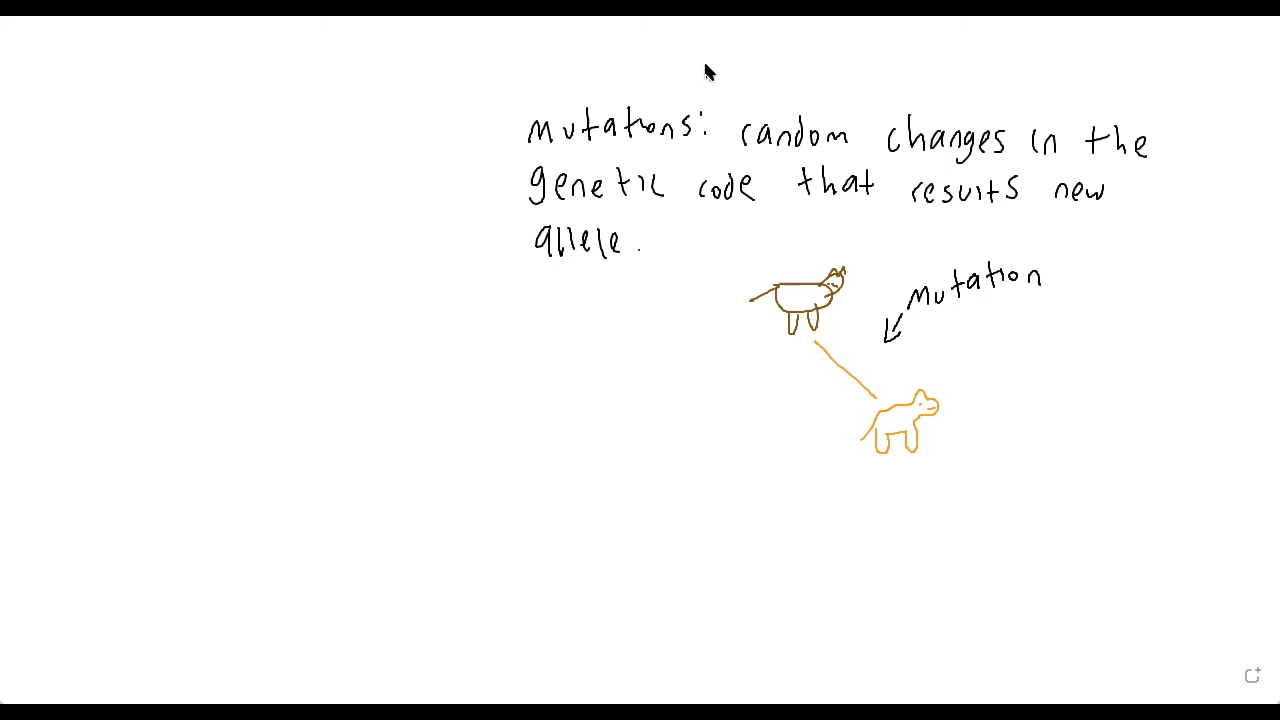 mutations: random changes in the
genetic code that results new
allele.
mutation